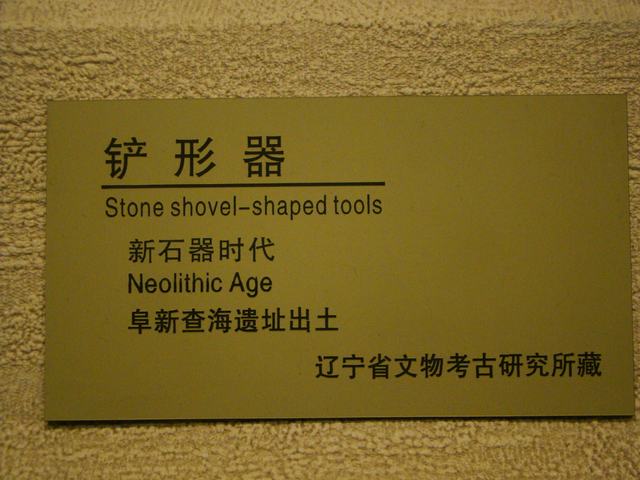 铲形器
Stone shovel-shaped tools
新石器时代
Neolithic Age
阜新查海遗址出土
辽宁省文物考古研究所藏